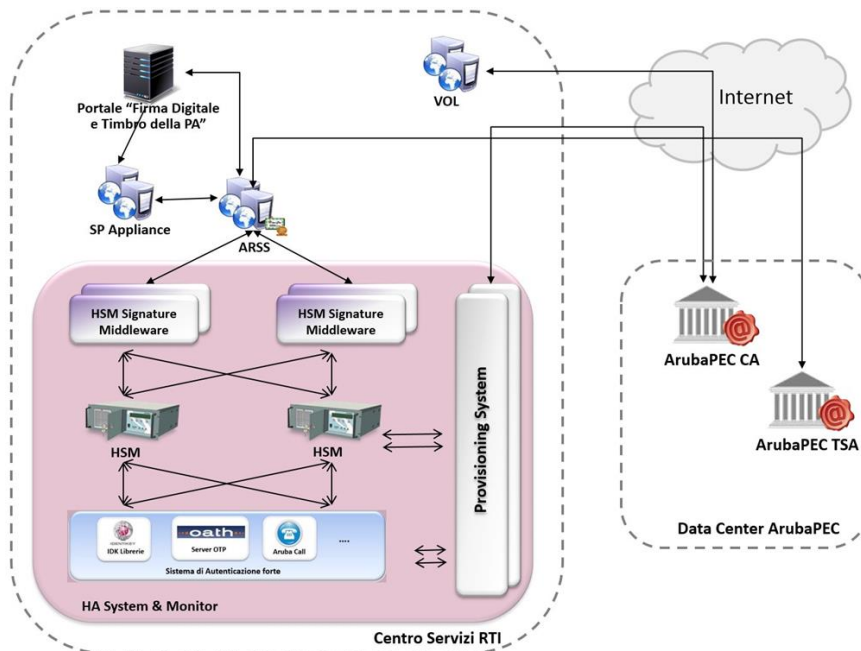 Portale “Firma Digitale
e Timbro della PA”
VOL
Internet
SP Appliance
ARSS
HSM Signature
Middleware
HSM Signature
Middleware
Provisioning System
HSM
HSM
IDENTIKEY
IDK Librerie
oath
Server OTP
Aruba Call
....
Sistema di Autenticazione forte
HA System & Monitor
Centro Servizi RTI
@
ArubaPEC CA
@
ArubaPEC TSA
Data Center ArubaPEC